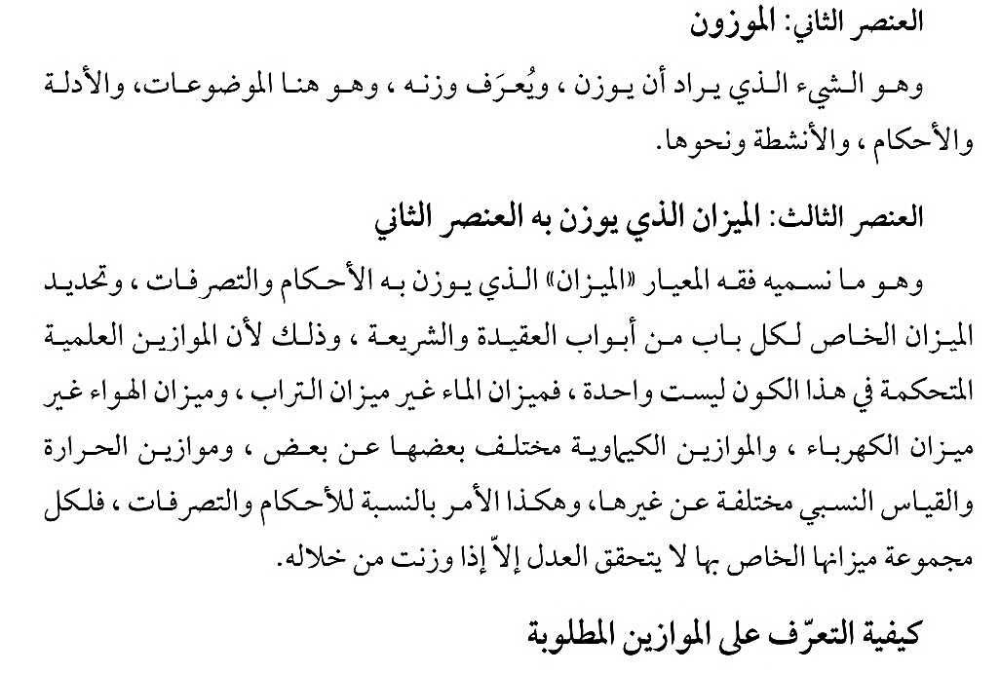 العنصر الثاني: الموزون
وهو الشيء الذي يراد أن يوزن ، ويُعرَف وزنه ، وهو هنا الموضوعات، والأدلة
والأحكام ، والأنشطة ونحوها.
العنصر الثالث: الميزان الذي يوزن به العنصر الثاني
وهو ما نسميه فقه المعيار «الميزان» الذي يوزن به الأحكام والتصرفات ، وتحديد
الميزان الخاص لكل باب من أبواب العقيدة والشريعة ، وذلك لأن الموازين العلمية
المتحكمة في هذا الكون ليست واحدة ، فميزان الماء غير ميزان التراب ، وميزان الهواء غير
ميزان الكهرباء ، والموازين الكيماوية مختلف بعضها عن بعض ، وموازين الحرارة
والقياس النسبي مختلفة عن غيرها، وهكذا الأمر بالنسبة للأحكام والتصرفات ، فلكل
مجموعة ميزانها الخاص بها لا يتحقق العدل إلاّ إذا وزنت من خلاله.
كيفية التعرّف على الموازين المطلوبة